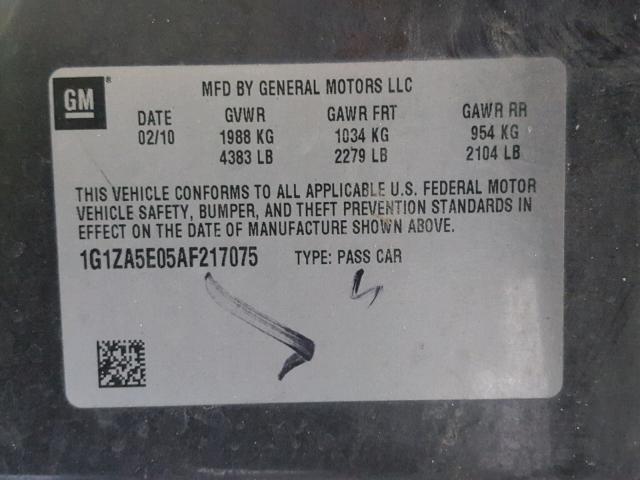 GM®
MFD BY GENERAL MOTORS LLC
DATE GVWR GAWR FRT GAWR RR
02/10 1988 KG 1034 KG 954 KG
4383 LB 2279 LB 2104 LB
THIS VEHICLE CONFORMS TO ALL APPLICABLE U.S. FEDERAL MOTOR
VEHICLE SAFETY, BUMPER, AND THEFT PREVENTION STANDARDS IN
EFFECT ON THE DATE OF MANUFACTURE SHOWN ABOVE.
1G1ZA5E05AF217075 TYPE: PASS CAR